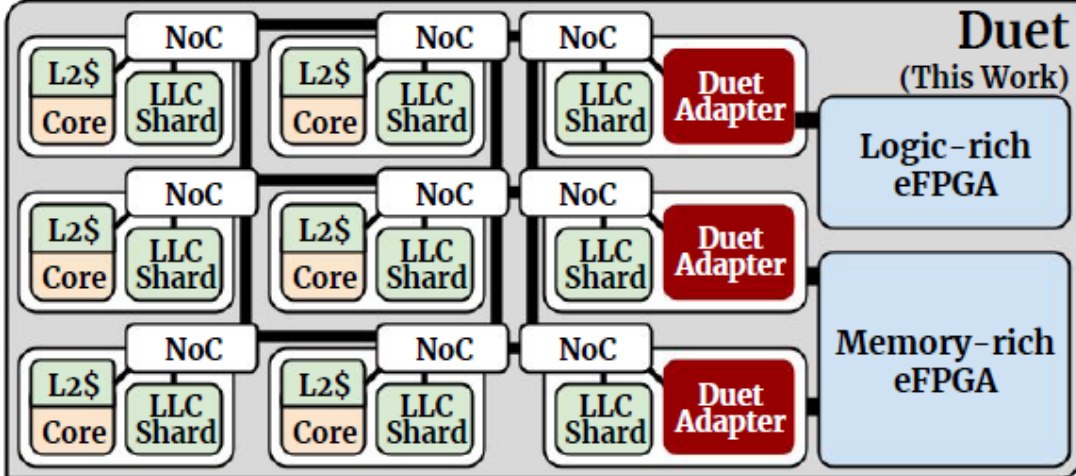 Duet
(This Work)
NoC
NoC
NoC
L2$
Core
LLC
Shard
L2$
Core
LLC
Shard
LLC
Shard
Duet
Adapter
Logic-rich
eFPGA
NoC
NoC
NoC
L2$
Core
LLC
Shard
L2$
Core
LLC
Shard
LLC
Shard
Duet
Adapter
Memory-rich
eFPGA
NoC
NoC
NoC
L2$
Core
LLC
Shard
L2$
Core
LLC
Shard
LLC
Shard
Duet
Adapter